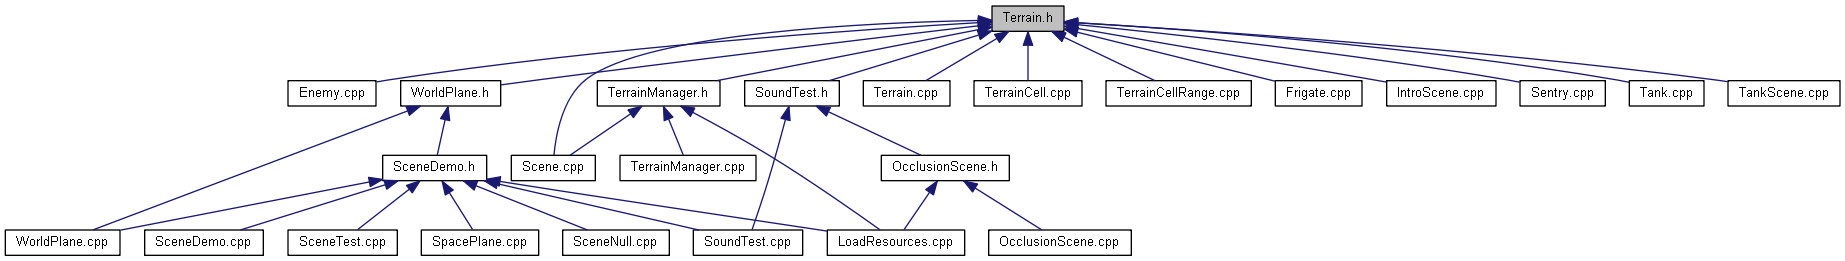 Terrain.h
Enemy.cpp
WorldPlane.h
TerrainManager.h
SoundTest.h
Terrain.cpp
TerrainCell.cpp
TerrainCellRange.cpp
Frigate.cpp
IntroScene.cpp
Sentry.cpp
Tank.cpp
TankScene.cpp
SceneDemo.h
Scene.cpp
TerrainManager.cpp
OcclusionScene.h
WorldPlane.cpp
SceneDemo.cpp
SceneTest.cpp
SpacePlane.cpp
SceneNull.cpp
SoundTest.cpp
LoadResources.cpp
OcclusionScene.cpp